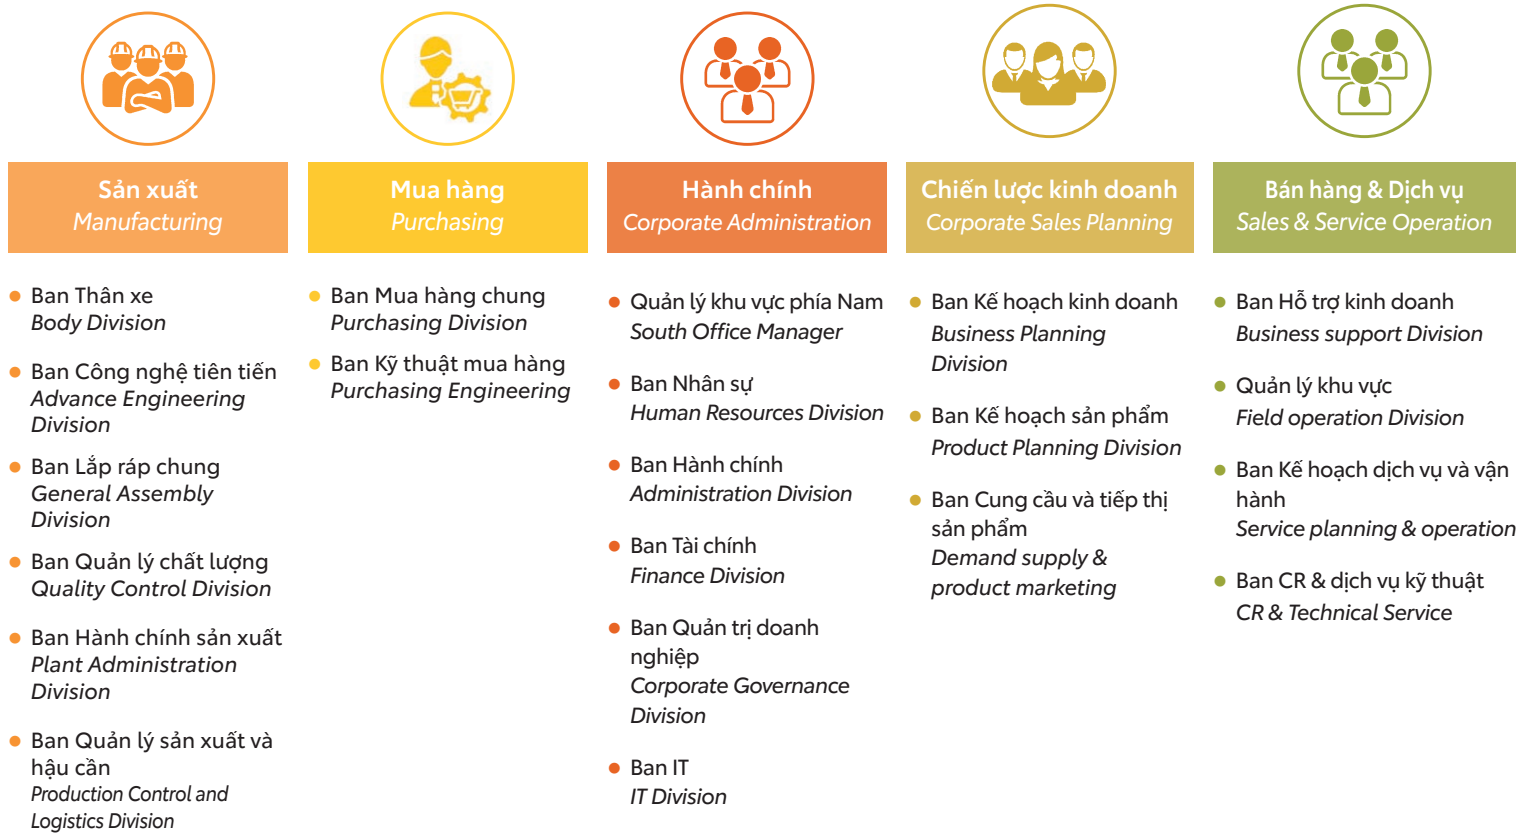 Sản xuất
Manufacturing
Ban Thân xe
Body Division
Ban Công nghệ tiên tiến
Advance Engineering
Division
Ban Lắp ráp chung
General Assembly
Division
Ban Quản lý chất lượng
Quality Control Division
Ban Hành chính sản xuất
Plant Administration
Division
Ban Quản lý sản xuất và
hậu cần
Production Control and
Logistics Division
Mua hàng
Purchasing
Ban Mua hàng chung
Purchasing Division
Ban Kỹ thuật mua hàng
Purchasing Engineering
Hành chính
Corporate Administration
Quản lý khu vực phía Nam
South Office Manager
Ban Nhân sự
Human Resources Division
Ban Hành chính
Administration Division
Ban Tài chính
Finance Division
Ban Quản trị doanh
nghiệp
Corporate Governance
Division
Ban IT
IT Division
Chiến lược kinh doanh
Corporate Sales Planning
Ban Kế hoạch kinh doanh
Business Planning
Division
Ban Kế hoạch sản phẩm
Product Planning Division
Ban Cung cầu và tiếp thị
sản phẩm
Demand supply &
product marketing
Bán hàng & Dịch vụ
Sales & Service Operation
Ban Hỗ trợ kinh doanh
Business support Division
Quản lý khu vực
Field operation Division
Ban Kế hoạch dịch vụ và vận
hành
Service planning & operation
Ban CR & dịch vụ kỹ thuật
CR & Technical Service